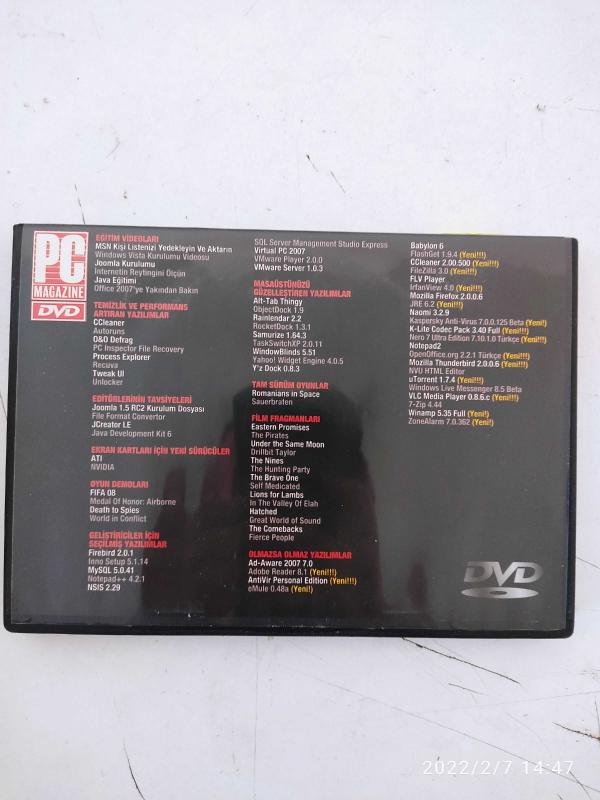 PC
MAGAZINE
DVD
EĞİTİM VİDEOLARI
MSN Kişi Listenizi Yedekleyin Ve Aktarın
Windows Vista Kurulumu Videosu
Joomla Kurulumu
Internetin Reytingini Ölçün
Java Eğitimi
Office 2007'ye Yakından Bakın
TEMİZLİK VE PERFORMANS
ARTIRAN YAZILIMLAR
CCleaner
Autoruns
O&O Defrag
PC Inspector File Recovery
Process Explorer
Recuva
Tweak UI
Unlocker
EDİTÖRLERİNİN TAVSİYELERİ
Joomla 1.5 RC2 Kurulum Dosyası
File Format Convertor
JCreator LE
Java Development Kit 6
EKRAN KARTLARI İÇİN YENİ SÜRÜCÜLER
ATI
NVIDIA
OYUN DEMOLARI
FIFA 08
Medal Of Honor: Airborne
Death to Spies
World in Conflict
GELİŞTİRİCİLER İÇİN
SEÇİLMİŞ YAZILIMLAR
Firebird 2.0.1
Inno Setup 5.1.14
MySQL 5.0.41
Notepad++ 4.2.1
NSIS 2.29
SQL Server Management Studio Express
Virtual PC 2007
VMware Player 2.0.0
VMware Server 1.0.3
MASAÜSTÜNÜZÜ
GÜZELLEŞTİREN YAZILIMLAR
Alt-Tab Thingy
ObjectDock 1.9
Rainlendar 2.2
RocketDock 1.3.1
Samurize 1.64.3
TaskSwitchXP 2.0.11
WindowBlinds 5.51
Yahoo! Widget Engine 4.0.5
Y'z Dock 0.8.3
TAM SÜRÜM OYUNLAR
Romanians in Space
Sauerbraten
FİLM FRAGMANLARI
Eastern Promises
The Pirates
Under the Same Moon
Drillbit Taylor
The Nines
The Hunting Party
The Brave One
Self Medicated
Lions for Lambs
In The Valley Of Elah
Hatched
Great World of Sound
The Comebacks
Fierce People
OLMAZSA OLMAZ YAZILIMLAR
Ad-Aware 2007 7.0
Adobe Reader 8.1 (Yeni!!!)
AntiVir Personal Edition (Yeni!!!)
eMule 0.48a (Yeni!)
Babylon 6
FlashGet 1.9.4 (Yeni!!!)
CCleaner 2.00.500 (Yeni!!!)
FileZilla 3.0 (Yeni!!!)
FLV Player
IrfanView 4.0 (Yeni!!!)
Mozilla Firefox 2.0.0.6
JRE 6.2 (Yeni!!!)
Naomi 3.2.9
Kaspersky Anti-Virus 7.0.0.125 Beta (Yeni!)
K-Lite Codec Pack 3.40 Full (Yeni!!!)
Nero 7 Ultra Edition 7.10.1.0 Türkçe (Yeni!!!)
Notepad2
OpenOffice.org 2.2.1 Türkçe (Yeni!!!)
Mozilla Thunderbird 2.0.0.6 (Yeni!!!)
NVU HTML Editor
uTorrent 1.7.4 (Yeni!!!)
Windows Live Messenger 8.5 Beta
VLC Media Player 0.8.6.c (Yeni!!!)
7-Zip 4.44
Winamp 5.35 Full (Yeni!)
ZoneAlarm 7.0.362 (Yeni!)
DVD
2022/2/7 14:47